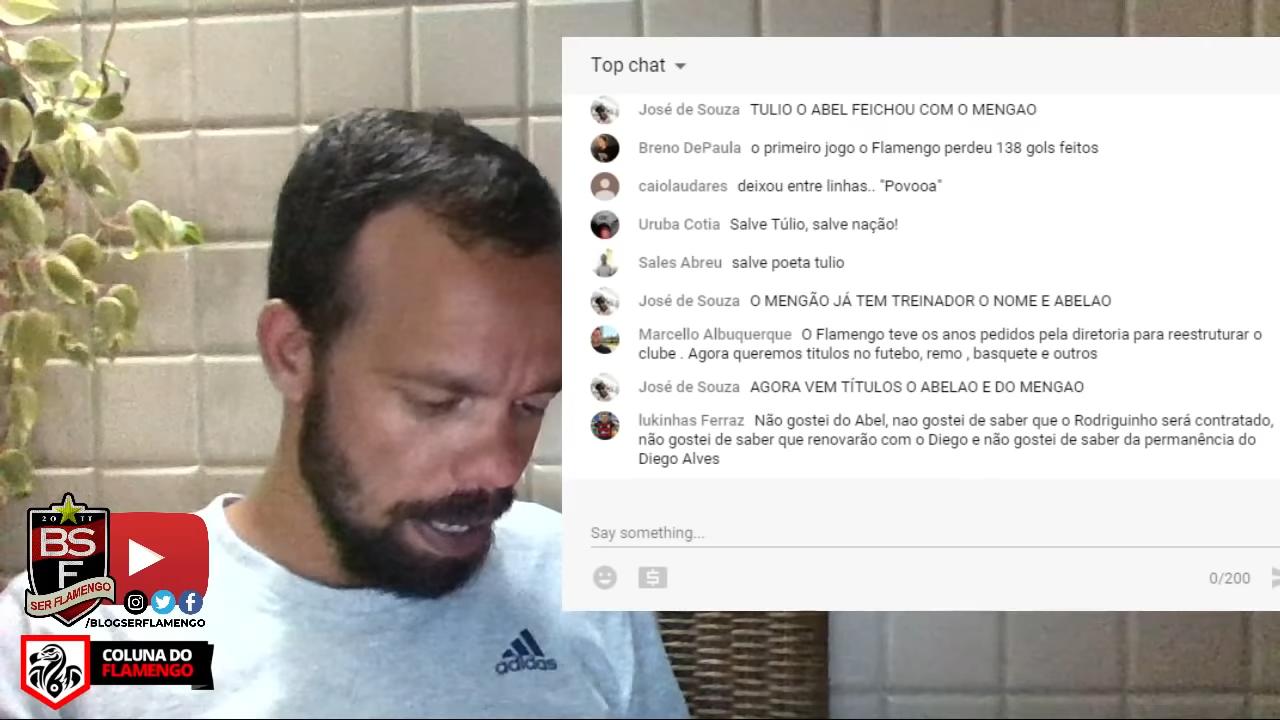 Top chat
José de Souza TULIO O ABEL FEICHOU COM O MENGAO
Breno DePaula o primeiro jogo o Flamengo perdeu 138 gols feitos
caiolaudares deixou entre linhas.. "Povooa"
Uruba Cotia Salve Túlio, salve nação!
Sales Abreu salve poeta tulio
José de Souza O MENGÃO JÁ TEM TREINADOR O NOME E ABELAO
Marcello Albuquerque O Flamengo teve os anos pedidos pela diretoria para reestruturar o
clube . Agora queremos titulos no futebo, remo , basquete e outros
José de Souza AGORA VEM TÍTULOS O ABELAO E DO MENGAO
lukinhas Ferraz Não gostei do Abel, nao gostei de saber que o Rodriguinho será contratado,
não gostei de saber que renovarão com o Diego e não gostei de saber da permanência do
Diego Alves
Say something...
0/200
2011
BSF
SER FLAMENGO
/BLOGSERFLAMENGO
COLUNA DO
FLAMENGO
adidas